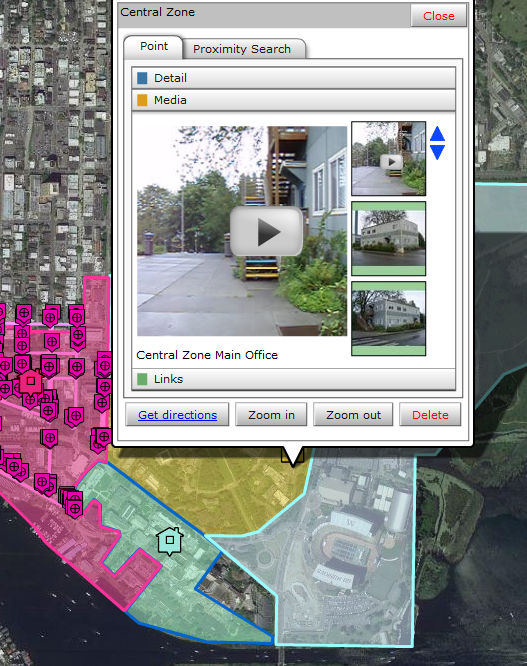 Central Zone
Close
Point
Proximity Search
Detail
Media
Central Zone Main Office
Links
Get directions
Zoom in
Zoom out
Delete
W